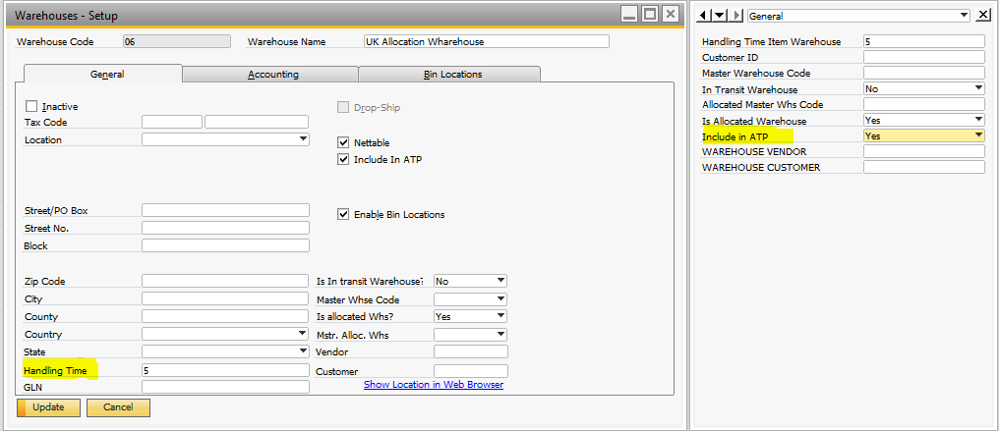 Warehouses - Setup
Warehouse Code 06 Warehouse Name UK Allocation Wharehouse
General Accounting Bin Locations
Inactive Drop-Ship
Tax Code
Location Nettable
Include In ATP
Street/PO Box Enable Bin Locations
Street No.
Block
Zip Code Is In transit Warehouse? No
City Master Whse Code
County Is allocated Whs? Yes
Country Mstr. Alloc. Whs
State Vendor
Handling Time 5 Customer
GLN Show Location in Web Browser
Update Cancel
General
Handling Time Item Warehouse 5
Customer ID
Master Warehouse Code
In Transit Warehouse No
Allocated Master Whs Code
Is Allocated Warehouse Yes
Include in ATP Yes
WAREHOUSE VENDOR
WAREHOUSE CUSTOMER